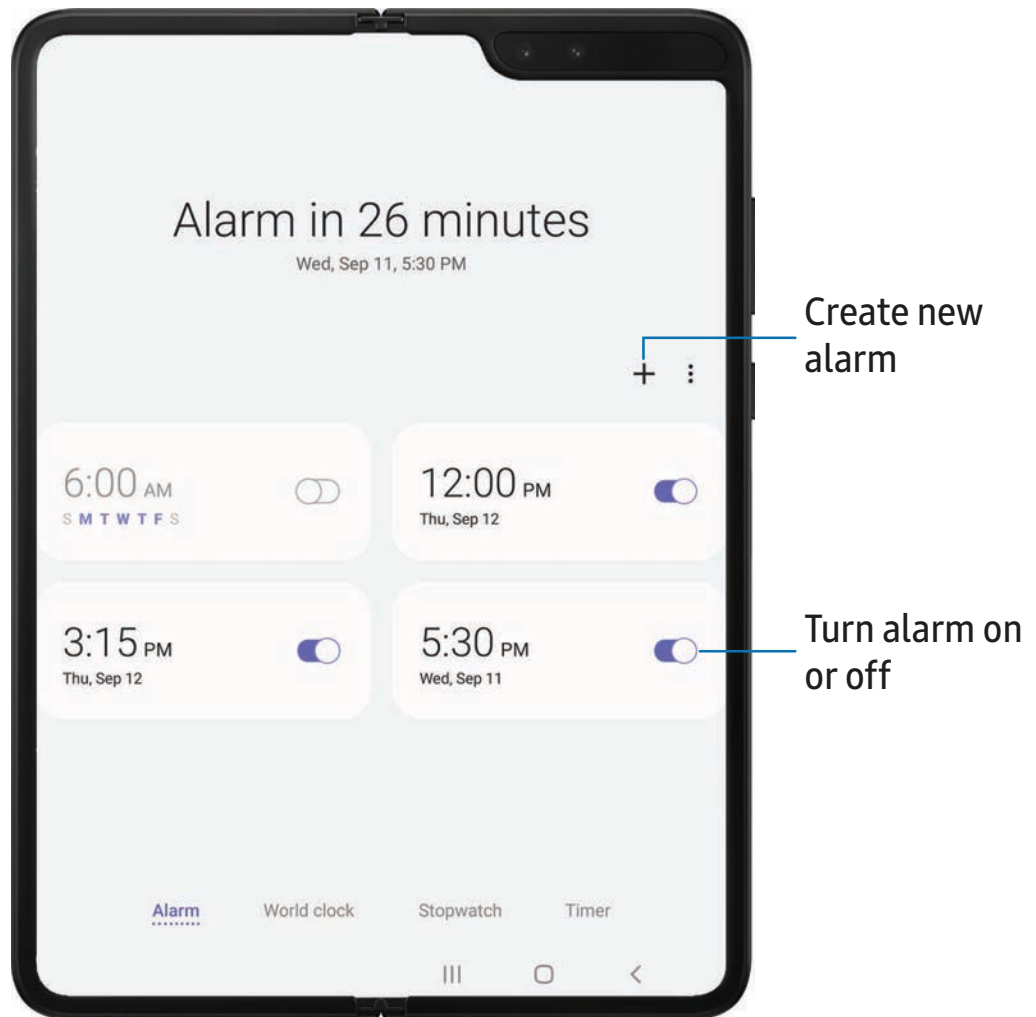 Alarm in 26 minutes
Wed, Sep 11, 5:30 PM
Create new
alarm
6:00 AM
S M T W T F S
12:00 PM
Thu, Sep 12
3:15 PM
Thu, Sep 12
5:30 PM
Wed, Sep 11
Turn alarm on
or off
Alarm World clock Stopwatch Timer